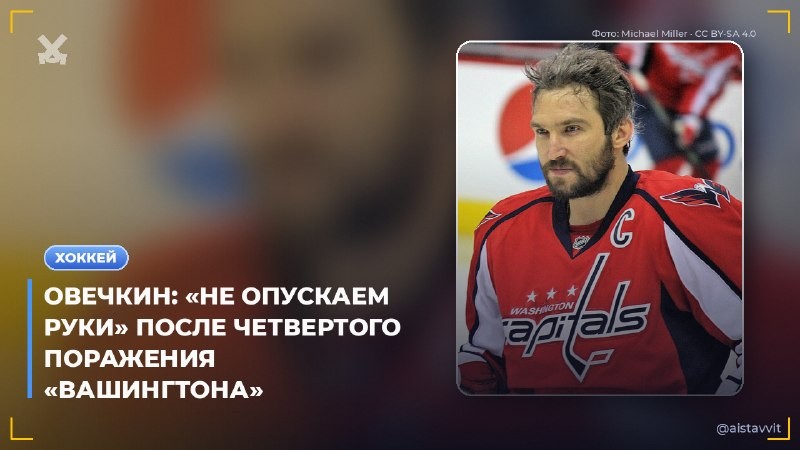 Фото: Michael Miller · CC BY-SA 4.0
ХОККЕЙ
ОВЕЧКИН: «НЕ ОПУСКАЕМ
РУКИ» ПОСЛЕ ЧЕТВЕРТОГО
ПОРАЖЕНИЯ
«ВАШИНГТОНА»
C
WASHINGTON
capitals
@aistavvit